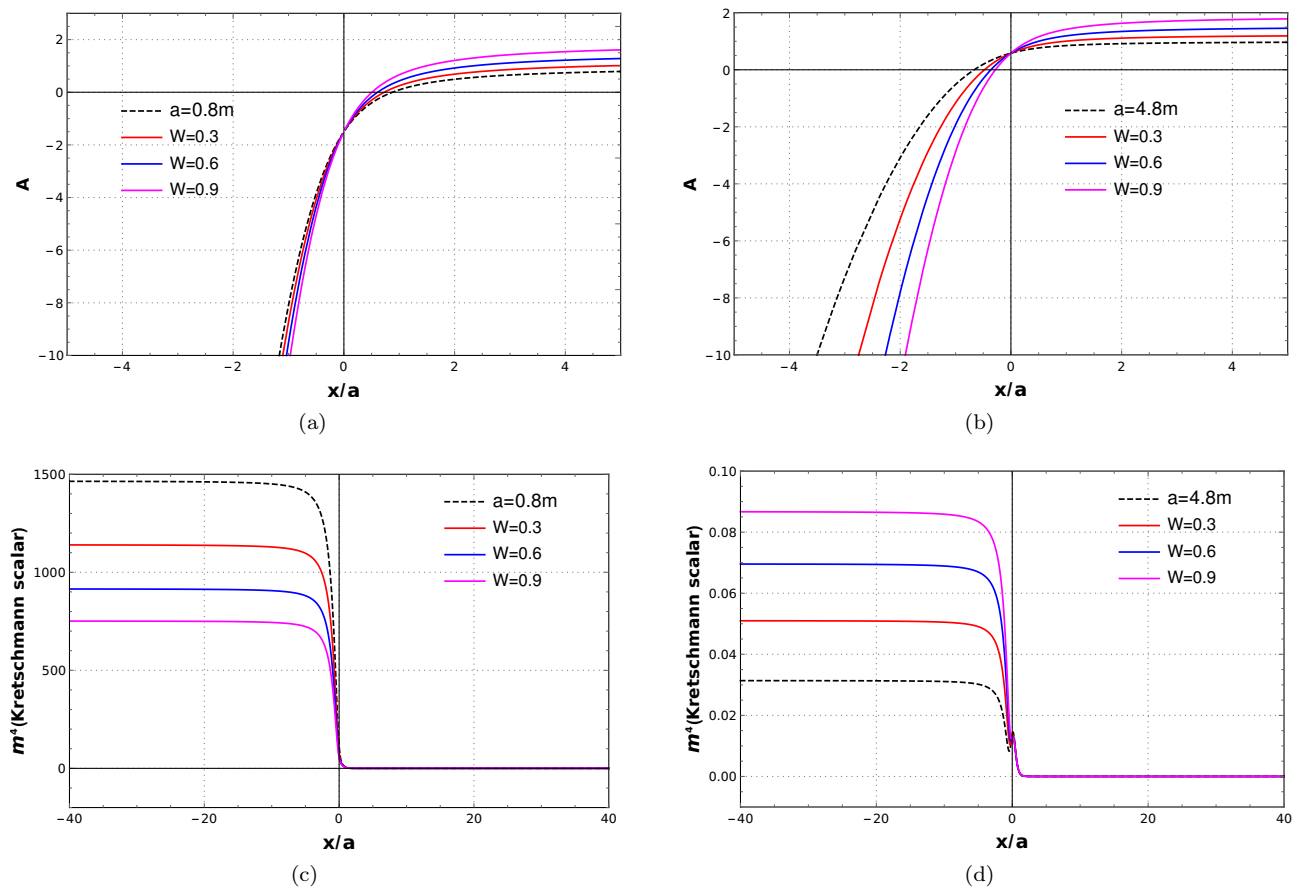 2
0
−2
−4
−6
−8
−10
A
a=0.8m
W=0.3
W=0.6
W=0.9
−4 −2 0 2 4
x/a
(a)
2
0
−2
−4
−6
−8
−10
A
a=4.8m
W=0.3
W=0.6
W=0.9
−4 −2 0 2 4
x/a
(b)
1500
1000
500
0
m⁴(Kretschmann scalar)
a=0.8m
W=0.3
W=0.6
W=0.9
−40 −20 0 20 40
x/a
(c)
0.10
0.08
0.06
0.04
0.02
0.00
m⁴(Kretschmann scalar)
a=4.8m
W=0.3
W=0.6
W=0.9
−40 −20 0 20 40
x/a
(d)